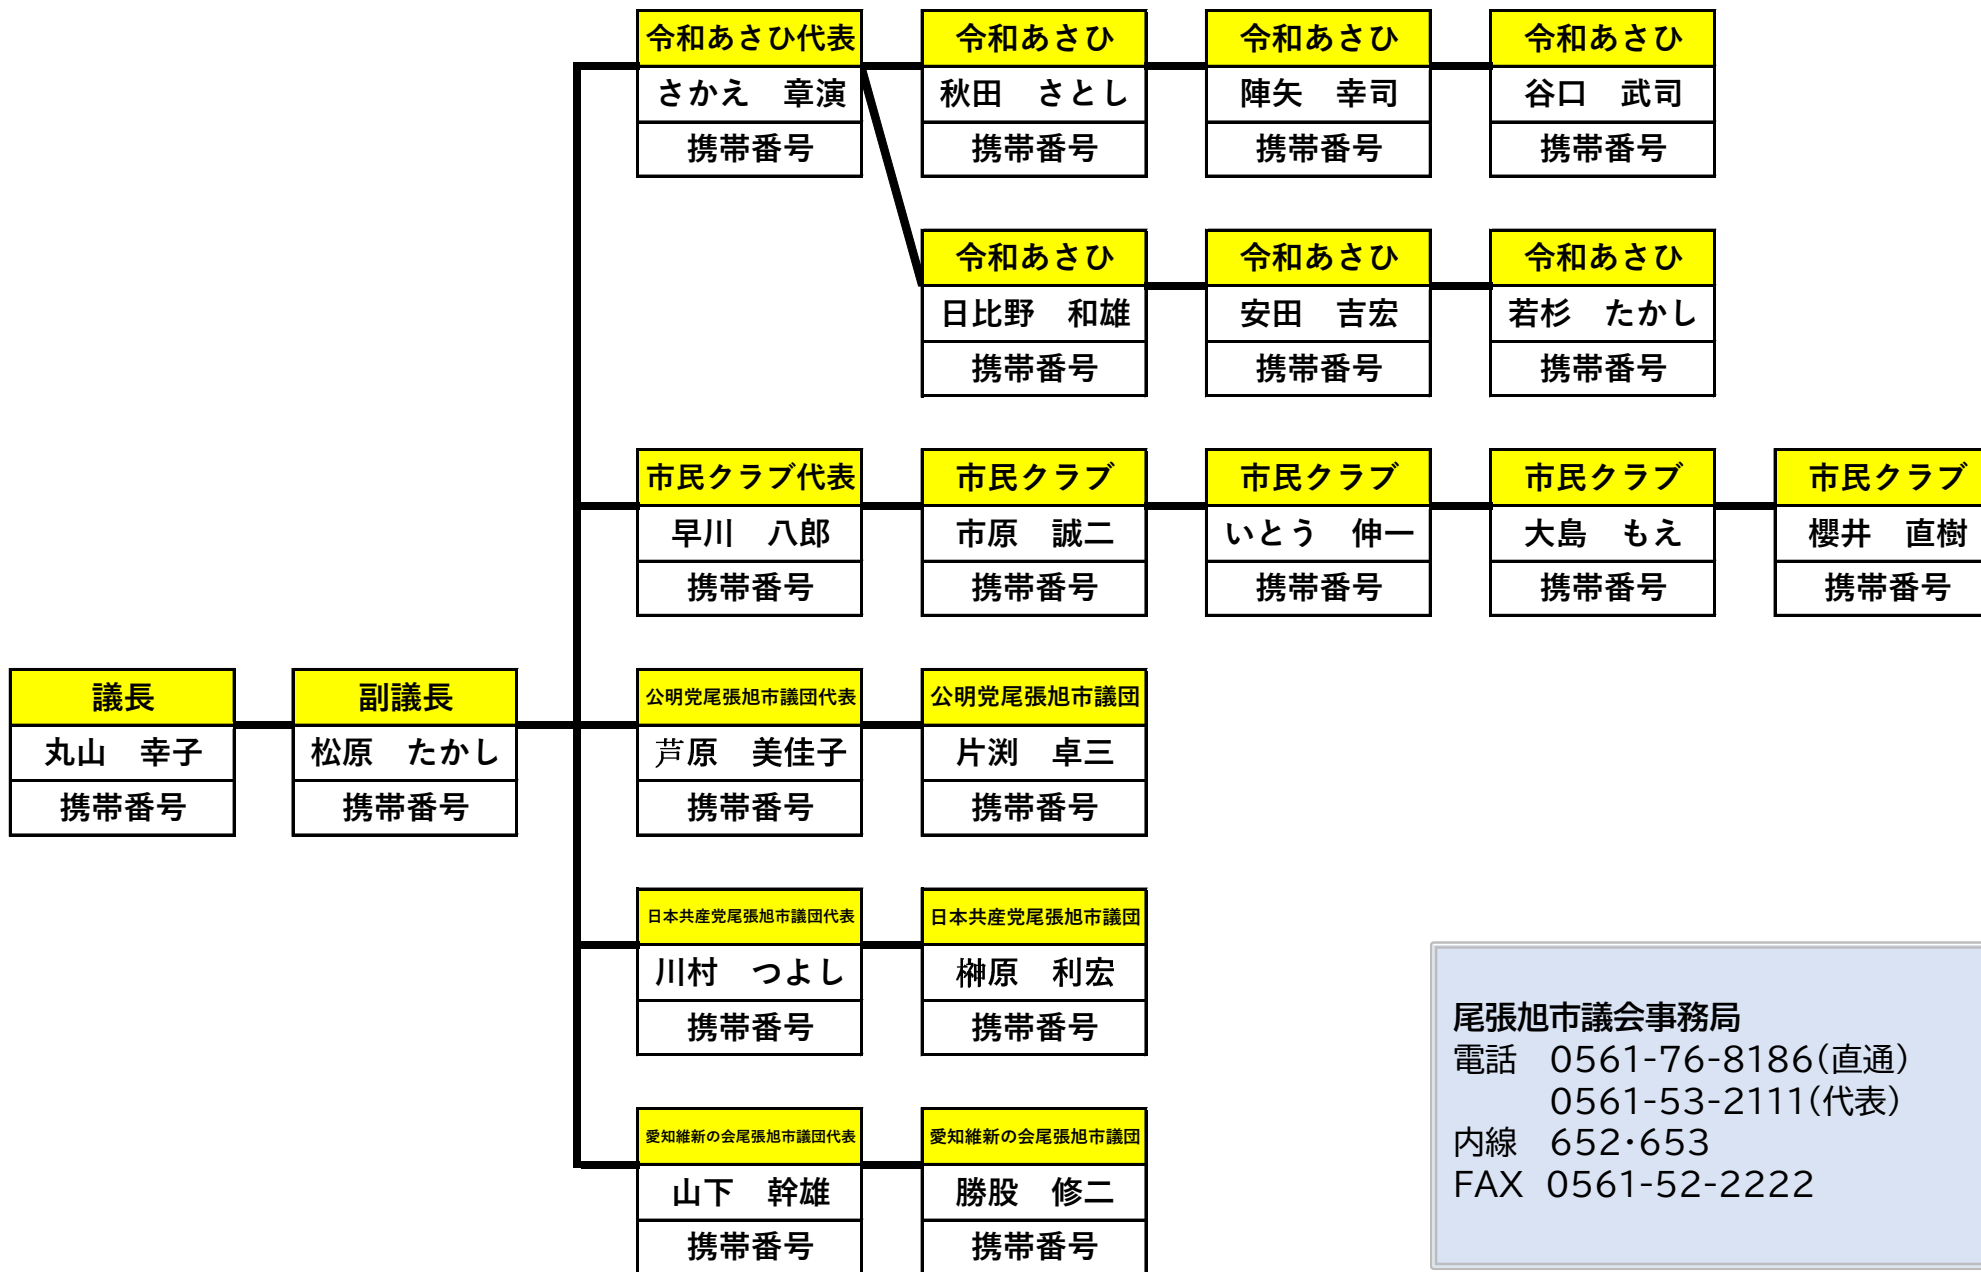 令和あさひ代表
さかえ　章演
携帯番号
令和あさひ
秋田　さとし
携帯番号
令和あさひ
陣矢　幸司
携帯番号
令和あさひ
谷口　武司
携帯番号
令和あさひ
日比野　和雄
携帯番号
令和あさひ
安田　吉宏
携帯番号
令和あさひ
若杉　たかし
携帯番号
市民クラブ代表
早川　八郎
携帯番号
市民クラブ
市原　誠二
携帯番号
市民クラブ
いとう　伸一
携帯番号
市民クラブ
大島　もえ
携帯番号
市民クラブ
櫻井　直樹
携帯番号
議長
丸山　幸子
携帯番号
副議長
松原　たかし
携帯番号
公明党尾張旭市議団代表
芦原　美佳子
携帯番号
公明党尾張旭市議団
片渕　卓三
携帯番号
日本共産党尾張旭市議団代表
川村　つよし
携帯番号
日本共産党尾張旭市議団
榊原　利宏
携帯番号
愛知維新の会尾張旭市議団代表
山下　幹雄
携帯番号
愛知維新の会尾張旭市議団
勝股　修二
携帯番号
尾張旭市議会事務局
電話　0561-76-8186(直通)
0561-53-2111(代表)
内線　652・653
FAX 0561-52-2222